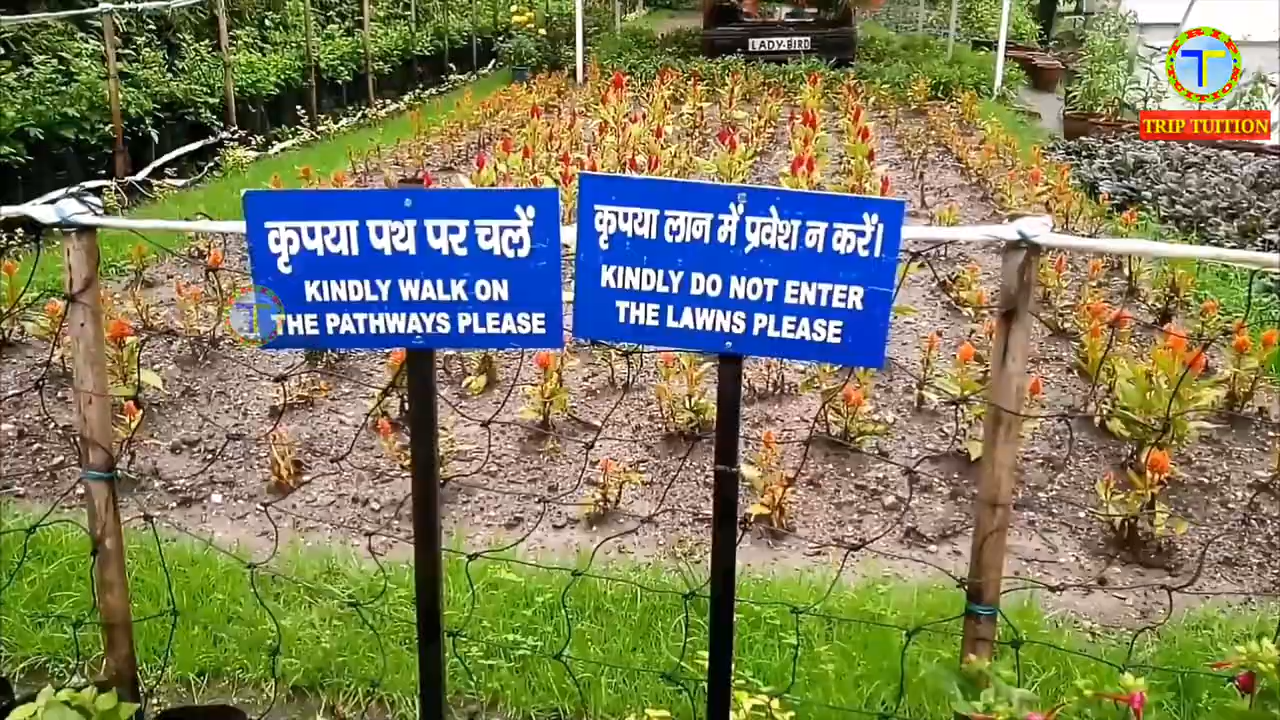 LADY-BIRD
T
TRIP TUITION
कृपया पथ पर चलें
KINDLY WALK ON
THE PATHWAYS PLEASE
कृपया लान में प्रवेश न करें।
KINDLY DO NOT ENTER
THE LAWNS PLEASE
T